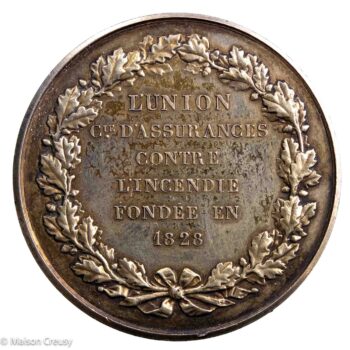 L'UNION
CIE D'ASSURANCES
CONTRE
L'INCENDIE
FONDÉE EN
1828
© Maison Creusy